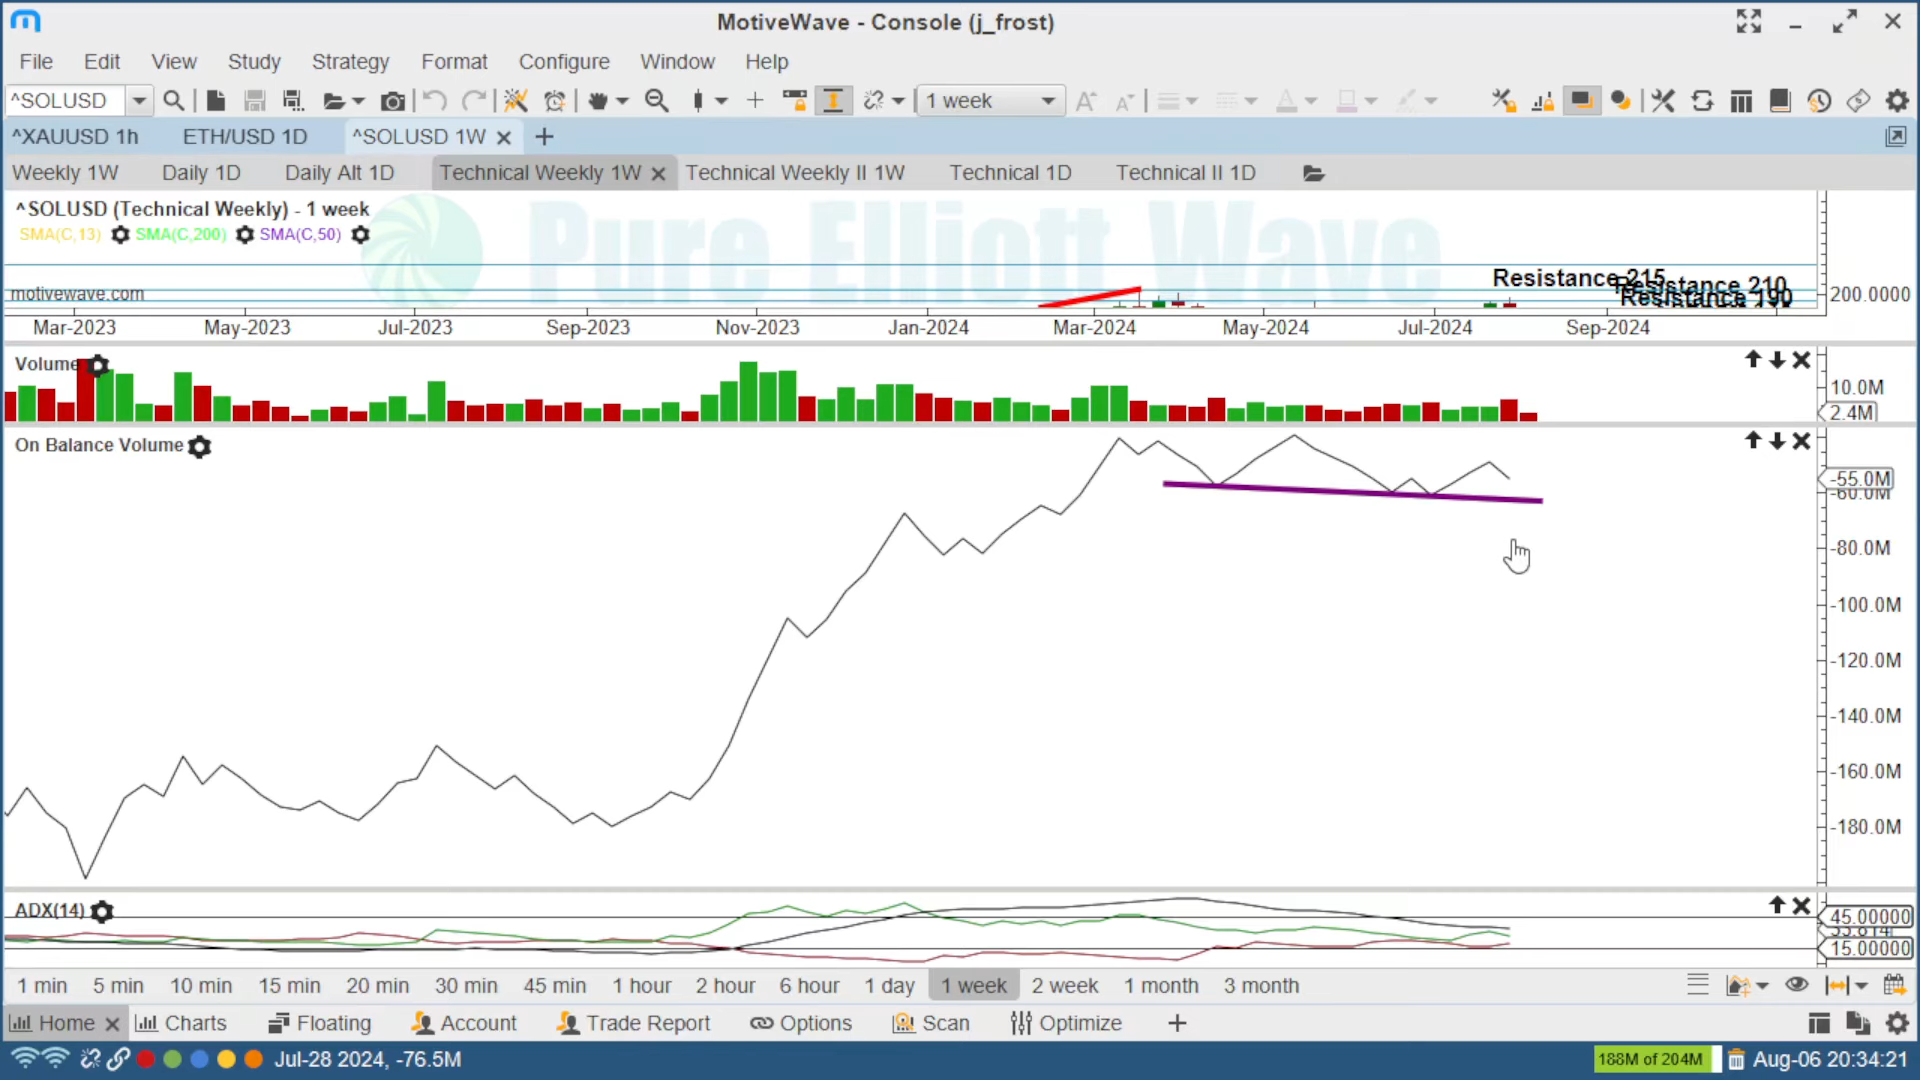 MotiveWave - Console (j_frost)
File Edit View Study Strategy Format Configure Window Help
^SOLUSD 1 week
^XAUUSD 1h ETH/USD 1D ^SOLUSD 1W
Weekly 1W Daily 1D Daily Alt 1D Technical Weekly 1W Technical Weekly II 1W Technical 1D Technical II 1D
^SOLUSD (Technical Weekly) - 1 week
SMA(C,13) SMA(C,200) SMA(C,50)
Pure Elliott Wave
Resistance 215
Resistance 210
Resistance 190
motivewave.com
200.0000
Mar-2023 May-2023 Jul-2023 Sep-2023 Nov-2023 Jan-2024 Mar-2024 May-2024 Jul-2024 Sep-2024
Volume
10.0M
2.4M
On Balance Volume
-55.0M
-60.0M
-80.0M
-100.0M
-120.0M
-140.0M
-160.0M
-180.0M
ADX(14)
45.00000
15.00000
1 min 5 min 10 min 15 min 20 min 30 min 45 min 1 hour 2 hour 6 hour 1 day 1 week 2 week 1 month 3 month
Home Charts Floating Account Trade Report Options Scan Optimize
Jul-28 2024, -76.5M 188M of 204M Aug-06 20:34:21